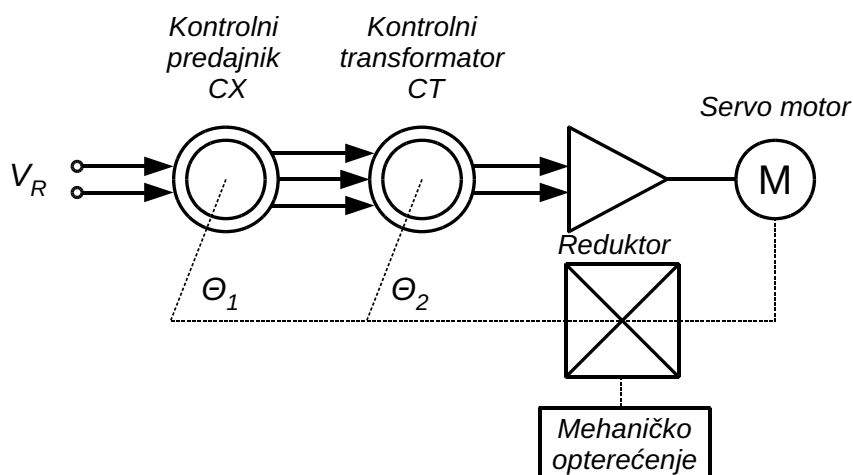 Kontrolni
predajnik
CX
Kontrolni
transformator
CT
Servo motor
V_R
M
Reduktor
Θ_1
Θ_2
Mehaničko
opterećenje